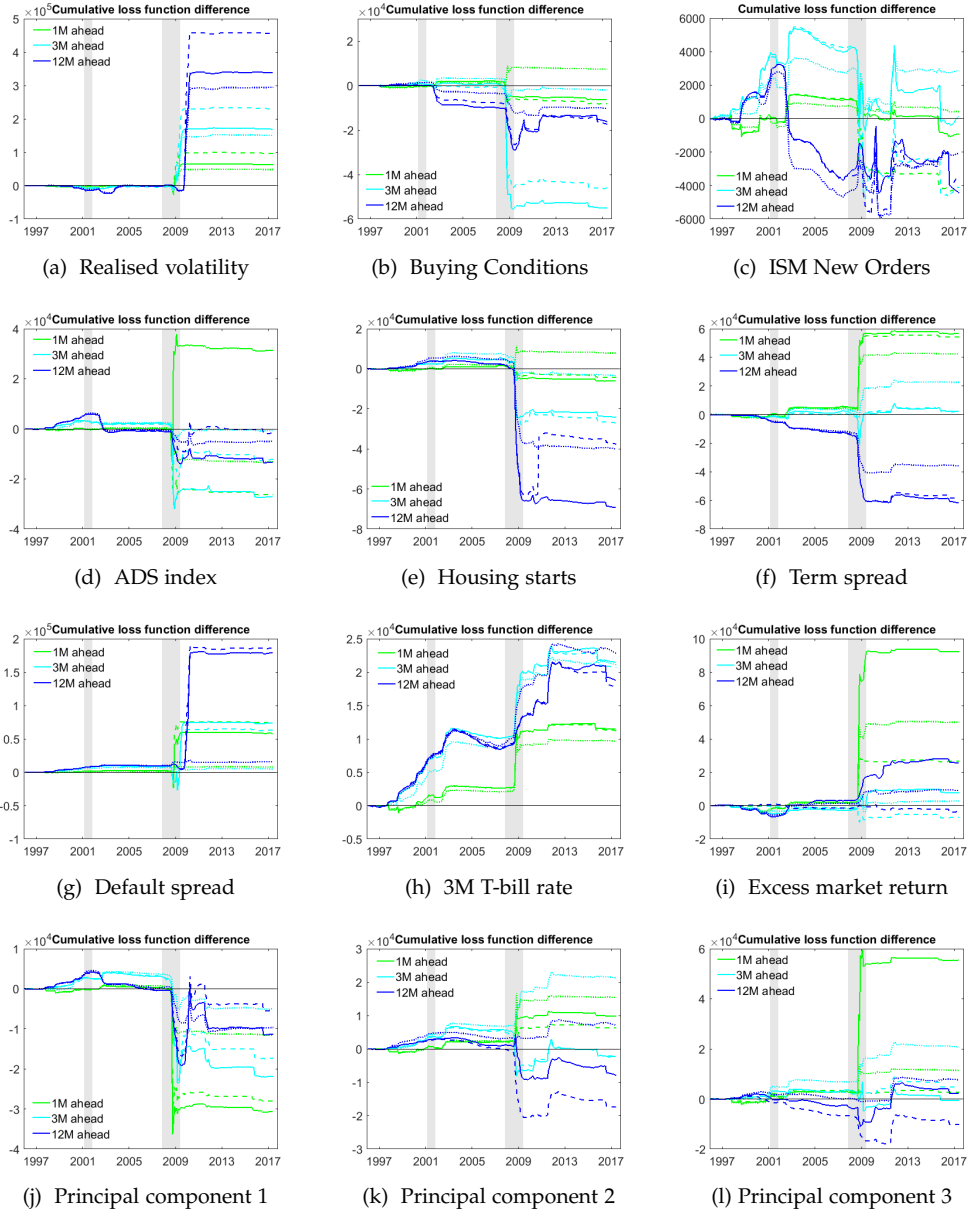 ×10^5 Cumulative loss function difference
5
4
3
2
1
0
-1
1M ahead
3M ahead
12M ahead
1997 2001 2005 2009 2013 2017
(a) Realised volatility
×10^4 Cumulative loss function difference
2
0
-2
-4
-6
1M ahead
3M ahead
12M ahead
1997 2001 2005 2009 2013 2017
(b) Buying Conditions
Cumulative loss function difference
6000
4000
2000
0
-2000
-4000
-6000
1M ahead
3M ahead
12M ahead
1997 2001 2005 2009 2013 2017
(c) ISM New Orders
×10^4 Cumulative loss function difference
4
2
0
-2
-4
1M ahead
3M ahead
12M ahead
1997 2001 2005 2009 2013 2017
(d) ADS index
×10^4 Cumulative loss function difference
2
0
-2
-4
-6
-8
1M ahead
3M ahead
12M ahead
1997 2001 2005 2009 2013 2017
(e) Housing starts
×10^4 Cumulative loss function difference
6
4
2
0
-2
-4
-6
-8
1M ahead
3M ahead
12M ahead
1997 2001 2005 2009 2013 2017
(f) Term spread
×10^5 Cumulative loss function difference
2
1.5
1
0.5
0
-0.5
-1
1M ahead
3M ahead
12M ahead
1997 2001 2005 2009 2013 2017
(g) Default spread
×10^4 Cumulative loss function difference
2.5
2
1.5
1
0.5
0
-0.5
1M ahead
3M ahead
12M ahead
1997 2001 2005 2009 2013 2017
(h) 3M T-bill rate
×10^4 Cumulative loss function difference
10
8
6
4
2
0
-2
1M ahead
3M ahead
12M ahead
1997 2001 2005 2009 2013 2017
(i) Excess market return
×10^4 Cumulative loss function difference
1
0
-1
-2
-3
-4
1M ahead
3M ahead
12M ahead
1997 2001 2005 2009 2013 2017
(j) Principal component 1
×10^4 Cumulative loss function difference
3
2
1
0
-1
-2
-3
1M ahead
3M ahead
12M ahead
1997 2001 2005 2009 2013 2017
(k) Principal component 2
×10^4 Cumulative loss function difference
6
4
2
0
-2
1M ahead
3M ahead
12M ahead
1997 2001 2005 2009 2013 2017
(l) Principal component 3